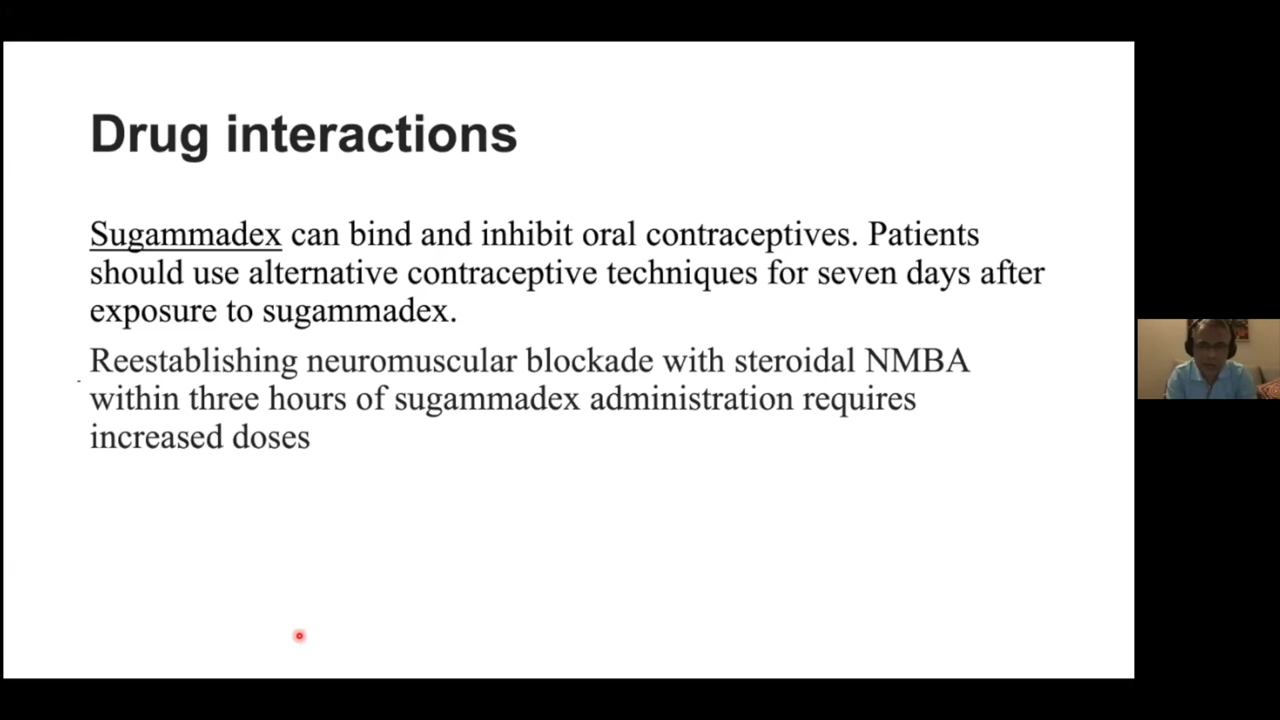 Drug interactions
Sugammadex can bind and inhibit oral contraceptives. Patients
should use alternative contraceptive techniques for seven days after
exposure to sugammadex.
Reestablishing neuromuscular blockade with steroidal NMBA
within three hours of sugammadex administration requires
increased doses